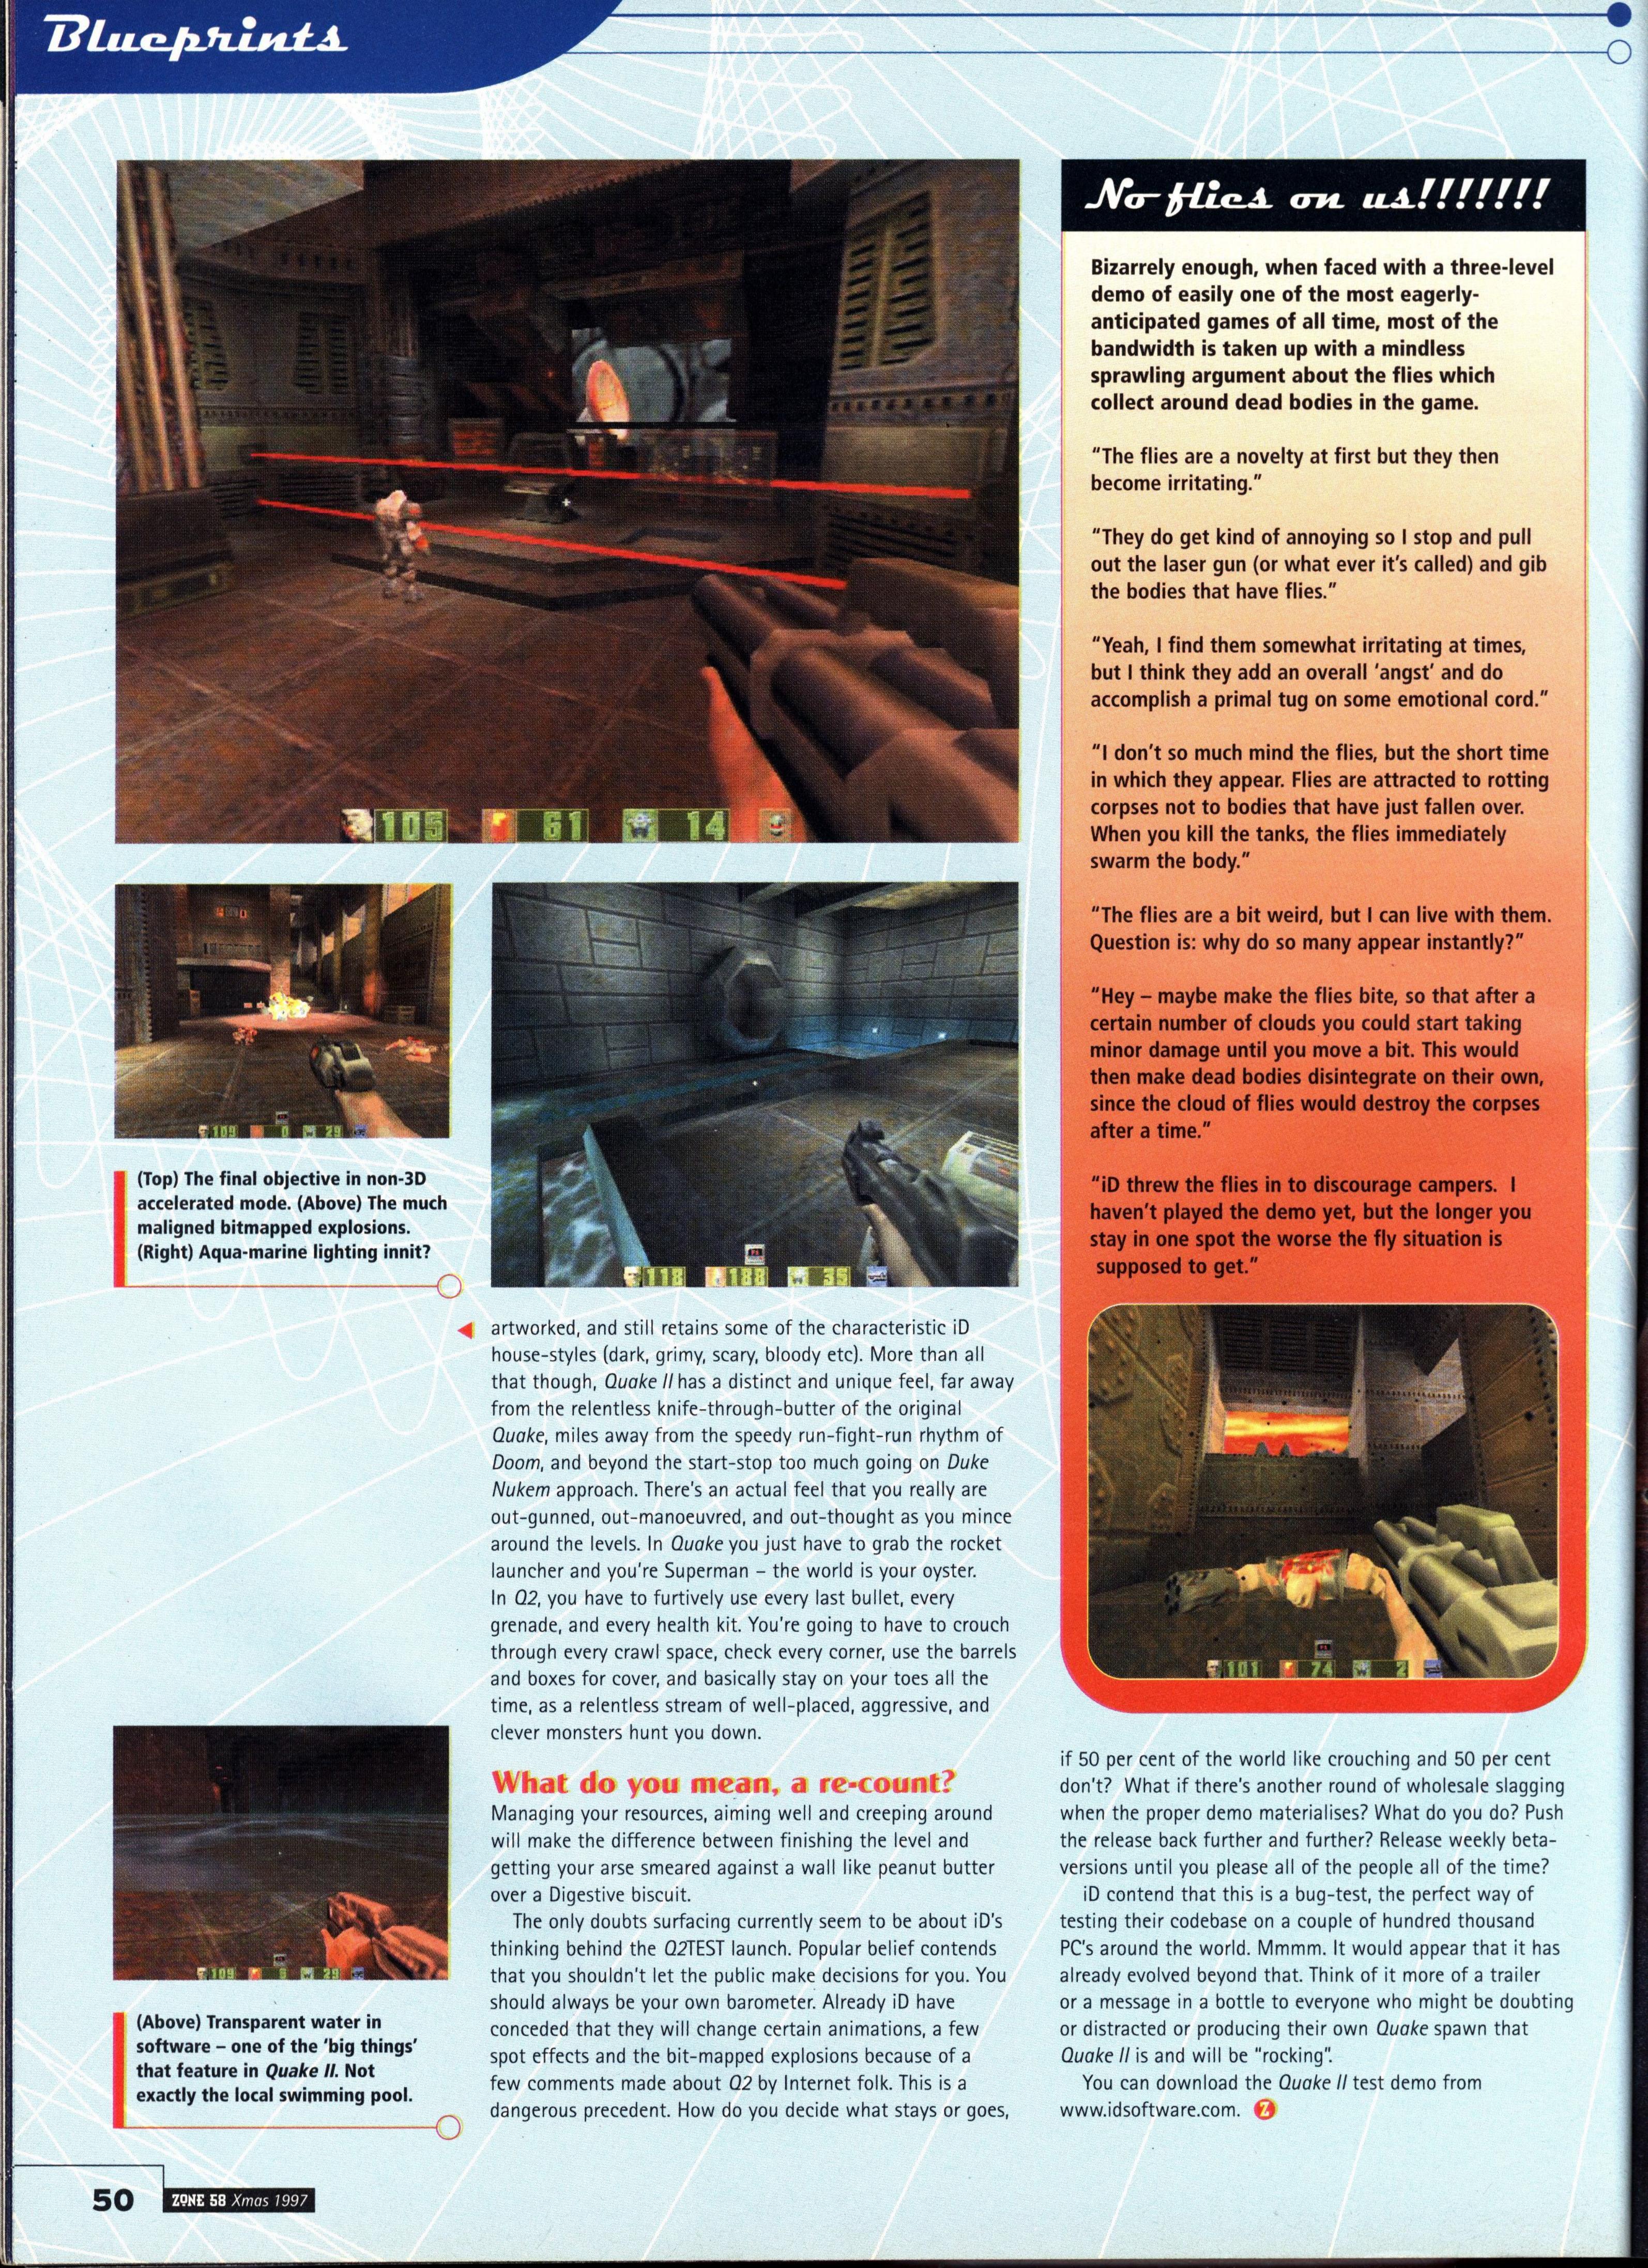 Blueprints
105 61 14
109 0 29
118 188 35
(Top) The final objective in non-3D
accelerated mode. (Above) The much
maligned bitmapped explosions.
(Right) Aqua-marine lighting innit?
artworked, and still retains some of the characteristic iD
house-styles (dark, grimy, scary, bloody etc). More than all
that though, Quake II has a distinct and unique feel, far away
from the relentless knife-through-butter of the original
Quake, miles away from the speedy run-fight-run rhythm of
Doom, and beyond the start-stop too much going on Duke
Nukem approach. There's an actual feel that you really are
out-gunned, out-manoeuvred, and out-thought as you mince
around the levels. In Quake you just have to grab the rocket
launcher and you're Superman – the world is your oyster.
In Q2, you have to furtively use every last bullet, every
grenade, and every health kit. You're going to have to crouch
through every crawl space, check every corner, use the barrels
and boxes for cover, and basically stay on your toes all the
time, as a relentless stream of well-placed, aggressive, and
clever monsters hunt you down.
What do you mean, a re-count?
Managing your resources, aiming well and creeping around
will make the difference between finishing the level and
getting your arse smeared against a wall like peanut butter
over a Digestive biscuit.
The only doubts surfacing currently seem to be about iD's
thinking behind the Q2TEST launch. Popular belief contends
that you shouldn't let the public make decisions for you. You
should always be your own barometer. Already iD have
conceded that they will change certain animations, a few
spot effects and the bit-mapped explosions because of a
few comments made about Q2 by Internet folk. This is a
dangerous precedent. How do you decide what stays or goes,
109 6 29
(Above) Transparent water in
software – one of the 'big things'
that feature in Quake II. Not
exactly the local swimming pool.
No flies on us!!!!!!!
Bizarrely enough, when faced with a three-level
demo of easily one of the most eagerly-
anticipated games of all time, most of the
bandwidth is taken up with a mindless
sprawling argument about the flies which
collect around dead bodies in the game.
"The flies are a novelty at first but they then
become irritating."
"They do get kind of annoying so I stop and pull
out the laser gun (or what ever it's called) and gib
the bodies that have flies."
"Yeah, I find them somewhat irritating at times,
but I think they add an overall 'angst' and do
accomplish a primal tug on some emotional cord."
"I don't so much mind the flies, but the short time
in which they appear. Flies are attracted to rotting
corpses not to bodies that have just fallen over.
When you kill the tanks, the flies immediately
swarm the body."
"The flies are a bit weird, but I can live with them.
Question is: why do so many appear instantly?"
"Hey – maybe make the flies bite, so that after a
certain number of clouds you could start taking
minor damage until you move a bit. This would
then make dead bodies disintegrate on their own,
since the cloud of flies would destroy the corpses
after a time."
"iD threw the flies in to discourage campers. I
haven't played the demo yet, but the longer you
stay in one spot the worse the fly situation is
supposed to get."
101 74 2
if 50 per cent of the world like crouching and 50 per cent
don't? What if there's another round of wholesale slagging
when the proper demo materialises? What do you do? Push
the release back further and further? Release weekly beta-
versions until you please all of the people all of the time?
iD contend that this is a bug-test, the perfect way of
testing their codebase on a couple of hundred thousand
PC's around the world. Mmmm. It would appear that it has
already evolved beyond that. Think of it more of a trailer
or a message in a bottle to everyone who might be doubting
or distracted or producing their own Quake spawn that
Quake II is and will be "rocking".
You can download the Quake II test demo from
www.idsoftware.com. Z
50 ZONE 58 Xmas 1997